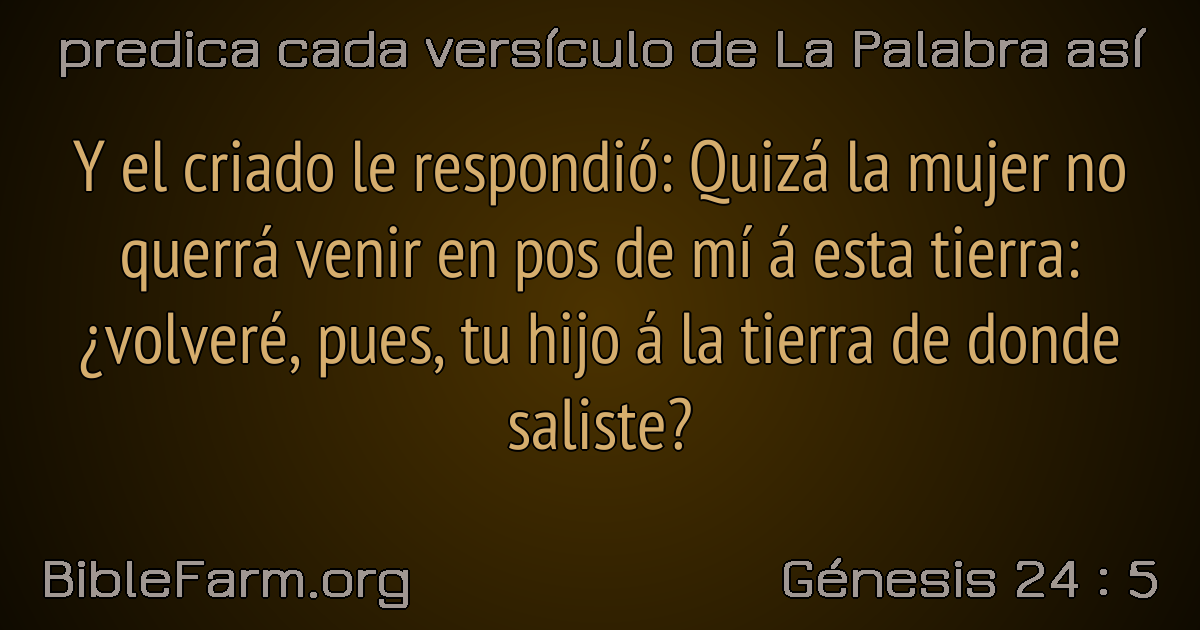 predica cada versículo de La Palabra así
Y el criado le respondió: Quizá la mujer no
querrá venir en pos de mí á esta tierra:
¿volveré, pues, tu hijo á la tierra de donde
saliste?
BibleFarm.org
Génesis 24 : 5